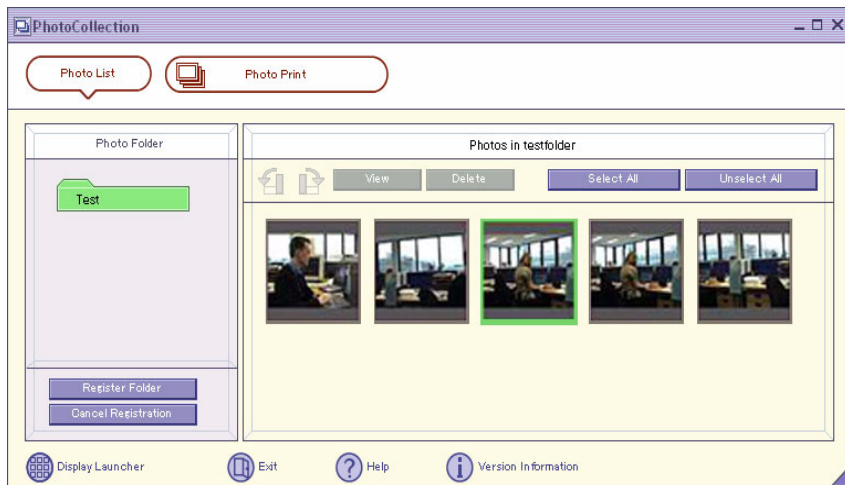 PhotoCollection
Photo List
Photo Print
Photo Folder
Test
Register Folder
Cancel Registration
Photos in testfolder
View
Delete
Select All
Unselect All
Display Launcher
Exit
Help
Version Information